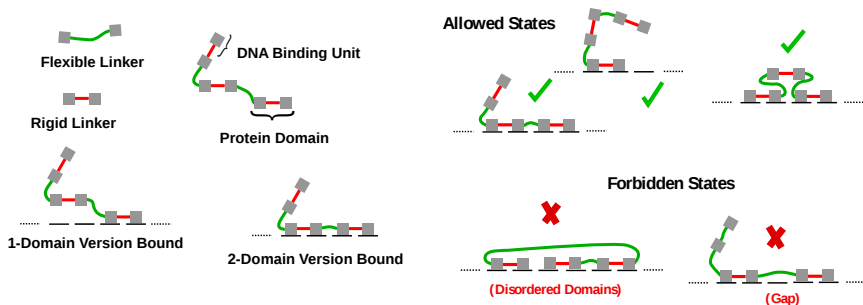 Flexible Linker
DNA Binding Unit
Rigid Linker
Protein Domain
1-Domain Version Bound
2-Domain Version Bound
Allowed States
Forbidden States
(Disordered Domains)
(Gap)